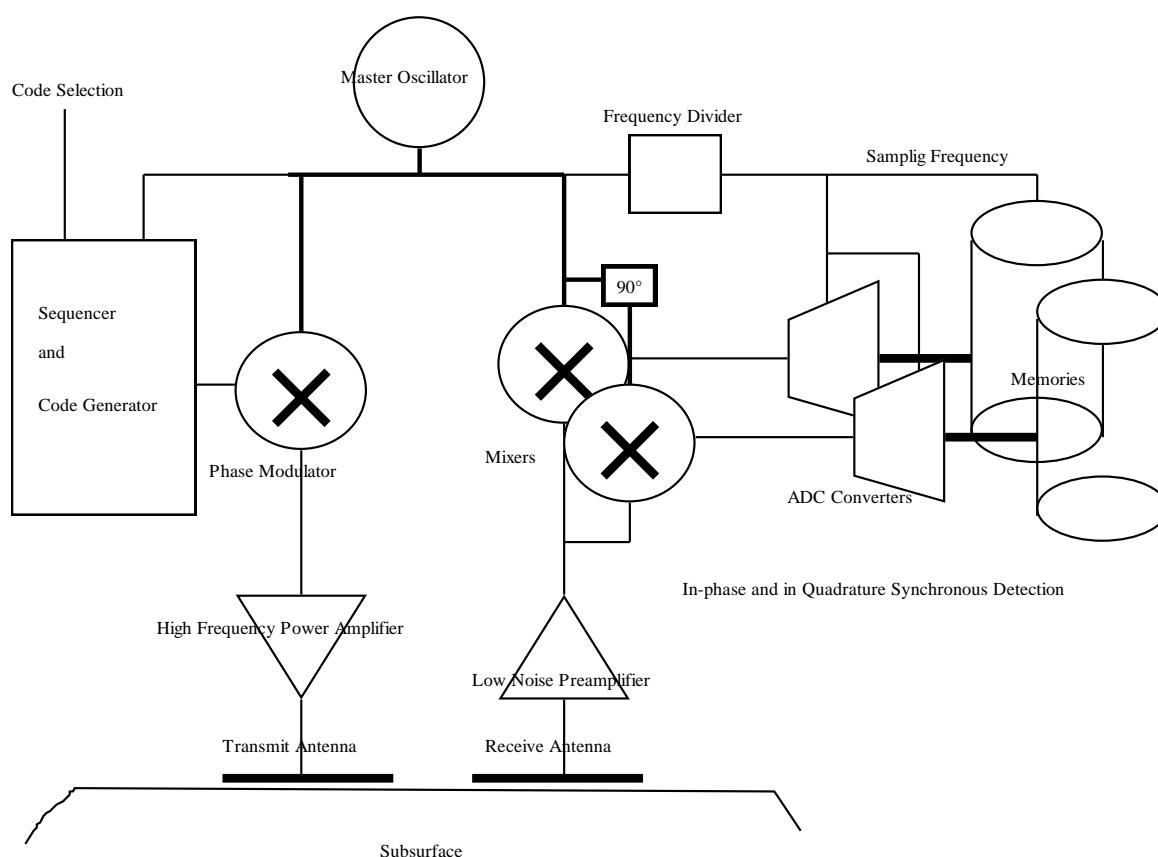 Master Oscillator
Code Selection
Frequency Divider
Samplig Frequency
90°
Sequencer
and
Code Generator
Memories
Phase Modulator
Mixers
ADC Converters
In-phase and in Quadrature Synchronous Detection
High Frequency Power Amplifier
Low Noise Preamplifier
Transmit Antenna
Receive Antenna
Subsurface